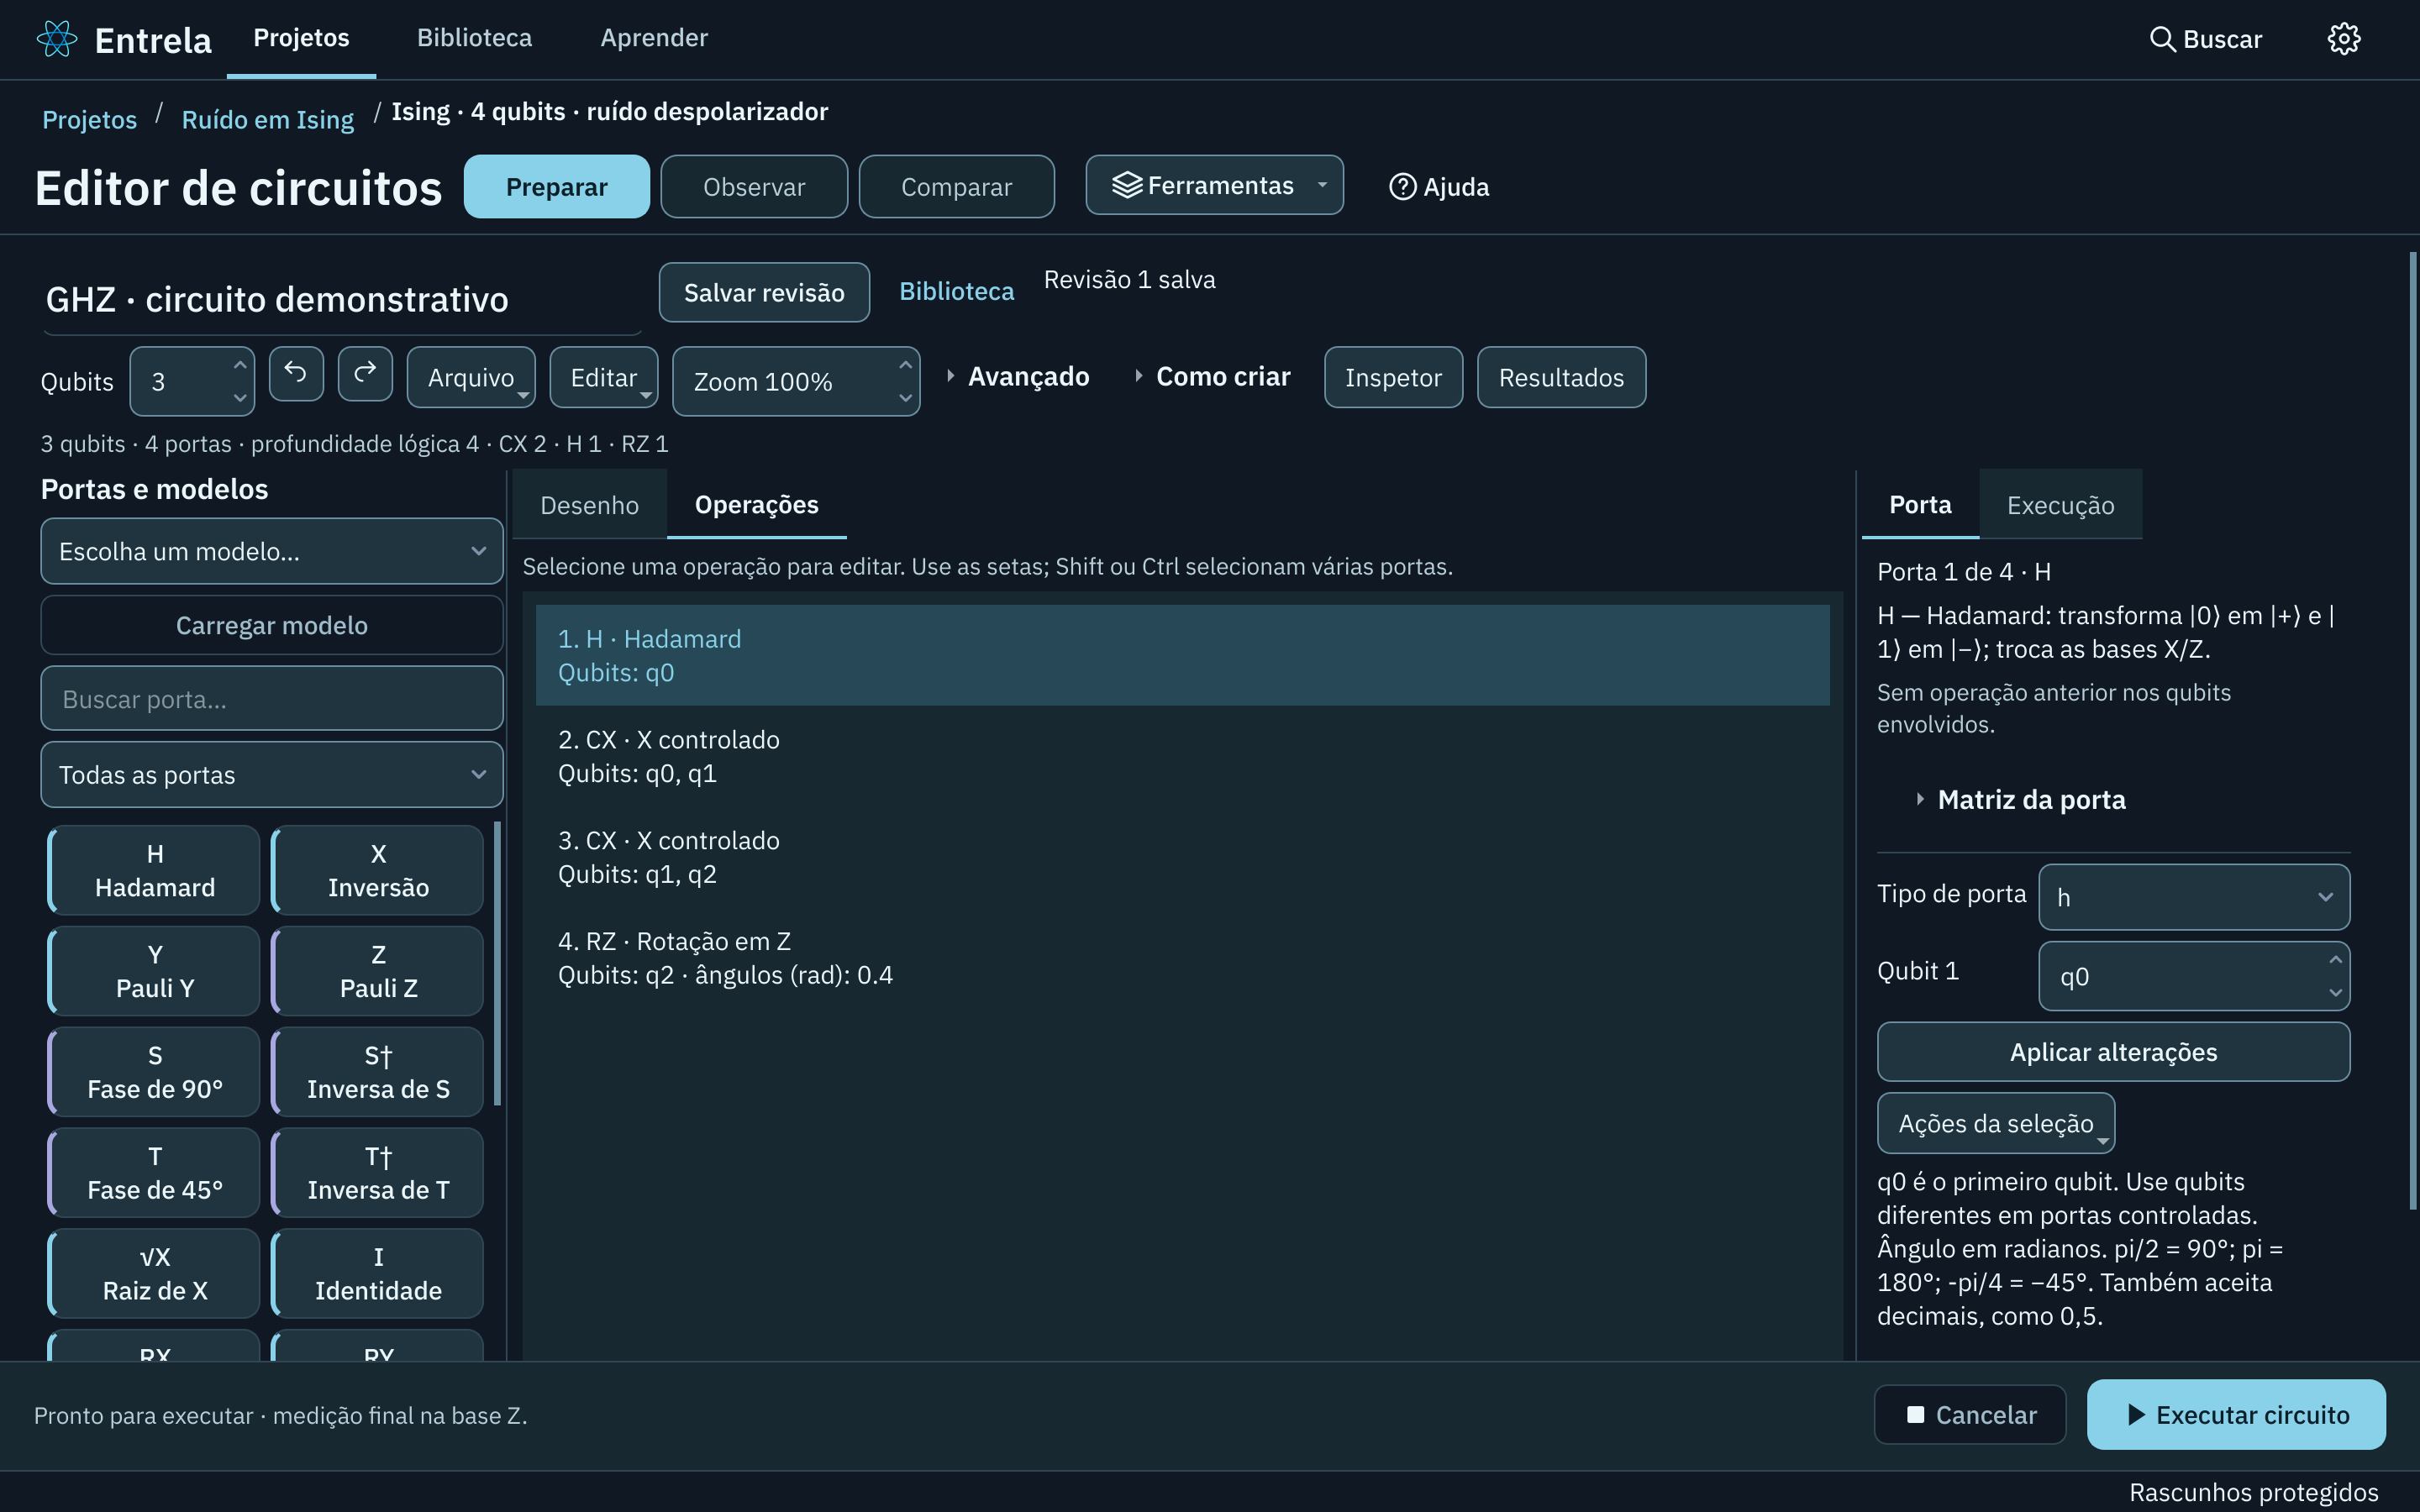 Entrela
Projetos
Biblioteca
Aprender
Buscar
Projetos / Ruído em Ising / Ising · 4 qubits · ruído despolarizador
Editor de circuitos
Preparar
Observar
Comparar
Ferramentas
Ajuda
GHZ · circuito demonstrativo
Salvar revisão
Biblioteca
Revisão 1 salva
Qubits
3
Arquivo
Editar
Zoom 100%
Avançado
Como criar
Inspetor
Resultados
3 qubits · 4 portas · profundidade lógica 4 · CX 2 · H 1 · RZ 1
Portas e modelos
Escolha um modelo...
Carregar modelo
Buscar porta...
Todas as portas
H
Hadamard
X
Inversão
Y
Pauli Y
Z
Pauli Z
S
Fase de 90°
S†
Inversa de S
T
Fase de 45°
T†
Inversa de T
√X
Raiz de X
I
Identidade
RX
RY
Desenho
Operações
Selecione uma operação para editar. Use as setas; Shift ou Ctrl selecionam várias portas.
1. H · Hadamard
Qubits: q0
2. CX · X controlado
Qubits: q0, q1
3. CX · X controlado
Qubits: q1, q2
4. RZ · Rotação em Z
Qubits: q2 · ângulos (rad): 0.4
Porta
Execução
Porta 1 de 4 · H
H — Hadamard: transforma |0⟩ em |+⟩ e |
1⟩ em |−⟩; troca as bases X/Z.
Sem operação anterior nos qubits
envolvidos.
Matriz da porta
Tipo de porta
h
Qubit 1
q0
Aplicar alterações
Ações da seleção
q0 é o primeiro qubit. Use qubits
diferentes em portas controladas.
Ângulo em radianos. pi/2 = 90°; pi =
180°; -pi/4 = −45°. Também aceita
decimais, como 0,5.
Pronto para executar · medição final na base Z.
Cancelar
Executar circuito
Rascunhos protegidos